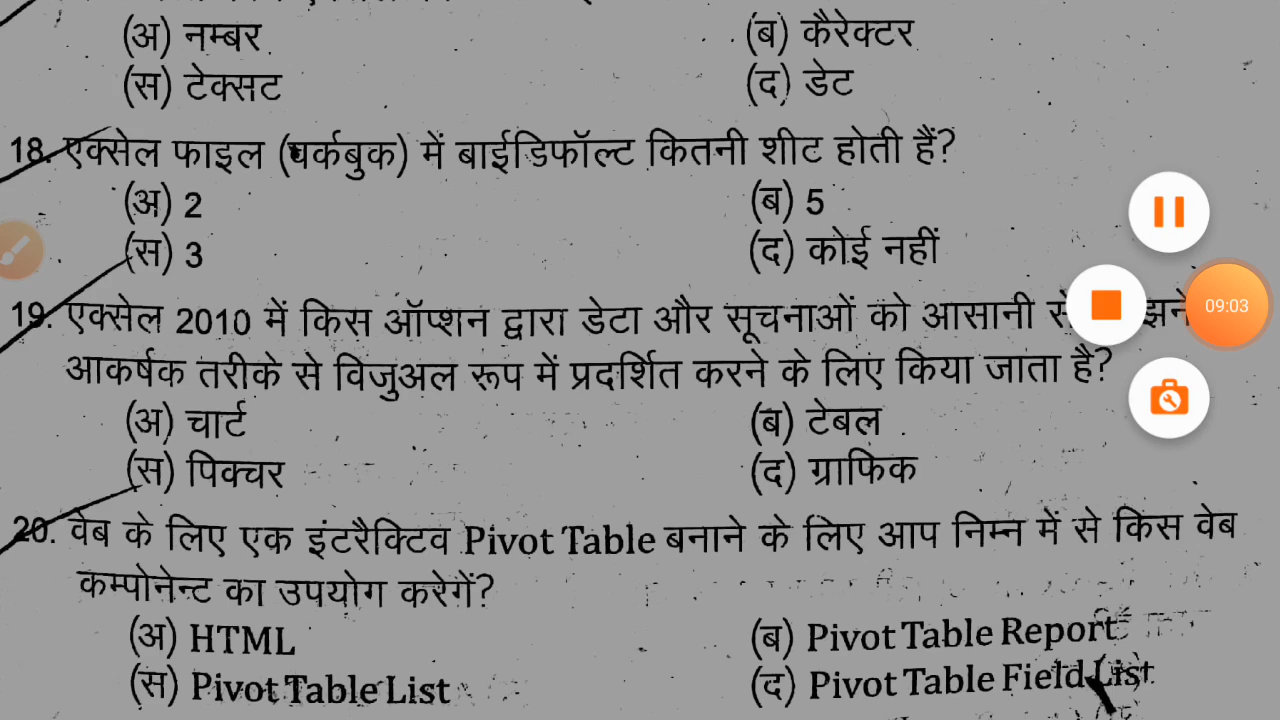 (अ) नम्बर (ब) कैरेक्टर
(स) टेक्सट (द) डेट
18. एक्सेल फाइल (वर्कबुक) में बाईडिफॉल्ट कितनी शीट होती हैं?
(अ) 2 (ब) 5
(स) 3 (द) कोई नहीं
19. एक्सेल 2010 में किस ऑप्शन द्वारा डेटा और सूचनाओं को आसानी
09:03
आकर्षक तरीके से विजुअल रूप में प्रदर्शित करने के लिए किया जाता है?
(अ) चार्ट (ब) टेबल
(स) पिक्चर (द) ग्राफिक
20. वेब के लिए एक इंटरैक्टिव Pivot Table बनाने के लिए आप निम्न में से किस वेब
कम्पोनेन्ट का उपयोग करेगें?
(अ) HTML (ब) Pivot Table Report
(स) Pivot Table List (द) Pivot Table Field List